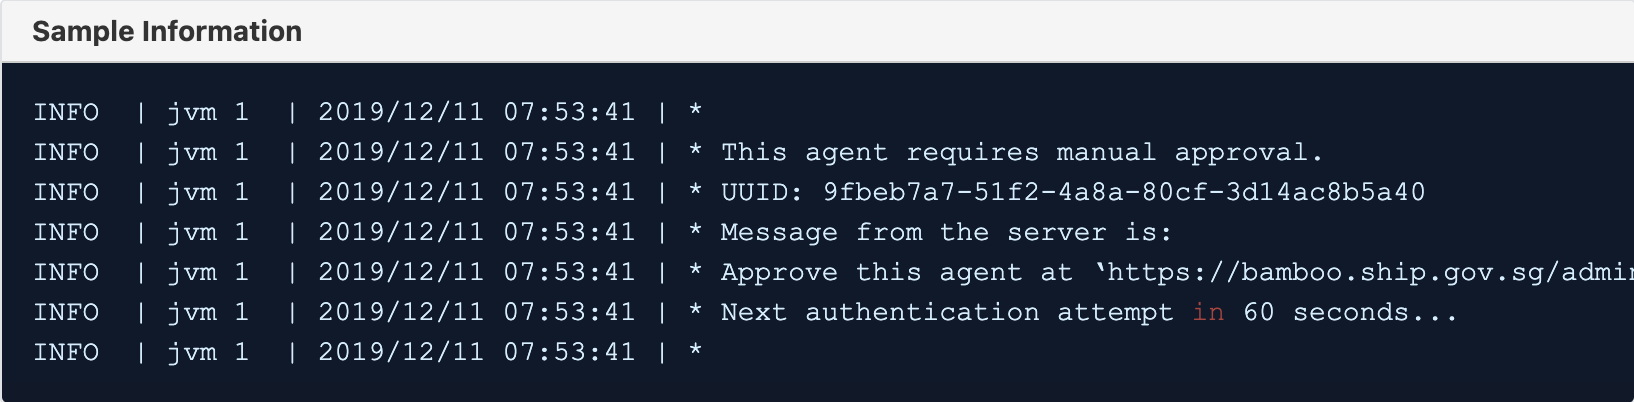 Sample Information
INFO | jvm 1 | 2019/12/11 07:53:41 | *
INFO | jvm 1 | 2019/12/11 07:53:41 | * This agent requires manual approval.
INFO | jvm 1 | 2019/12/11 07:53:41 | * UUID: 9fbeb7a7-51f2-4a8a-80cf-3d14ac8b5a40
INFO | jvm 1 | 2019/12/11 07:53:41 | * Message from the server is:
INFO | jvm 1 | 2019/12/11 07:53:41 | * Approve this agent at ‘https://bamboo.ship.gov.sg/admin
INFO | jvm 1 | 2019/12/11 07:53:41 | * Next authentication attempt in 60 seconds...
INFO | jvm 1 | 2019/12/11 07:53:41 | *